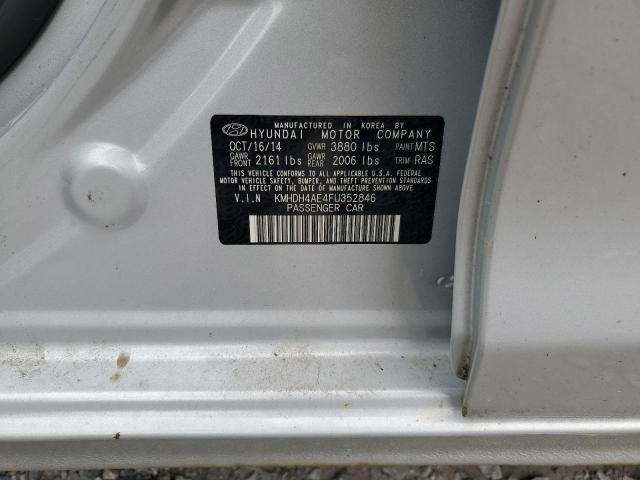 MANUFACTURED IN KOREA BY
HYUNDAI MOTOR COMPANY
OCT/16/14 GVWR 3880 lbs PAINT MTS
GAWR FRONT 2161 lbs GAWR REAR 2006 lbs TRIM RAS
THIS VEHICLE CONFORMS TO ALL APPLICABLE U.S.A. FEDERAL
MOTOR VEHICLE SAFETY, BUMPER, AND THEFT PREVENTION STANDARDS
IN EFFECT ON THE DATE OF MANUFACTURE SHOWN ABOVE.
V.I.N KMHDH4AE4FU352846
PASSENGER CAR